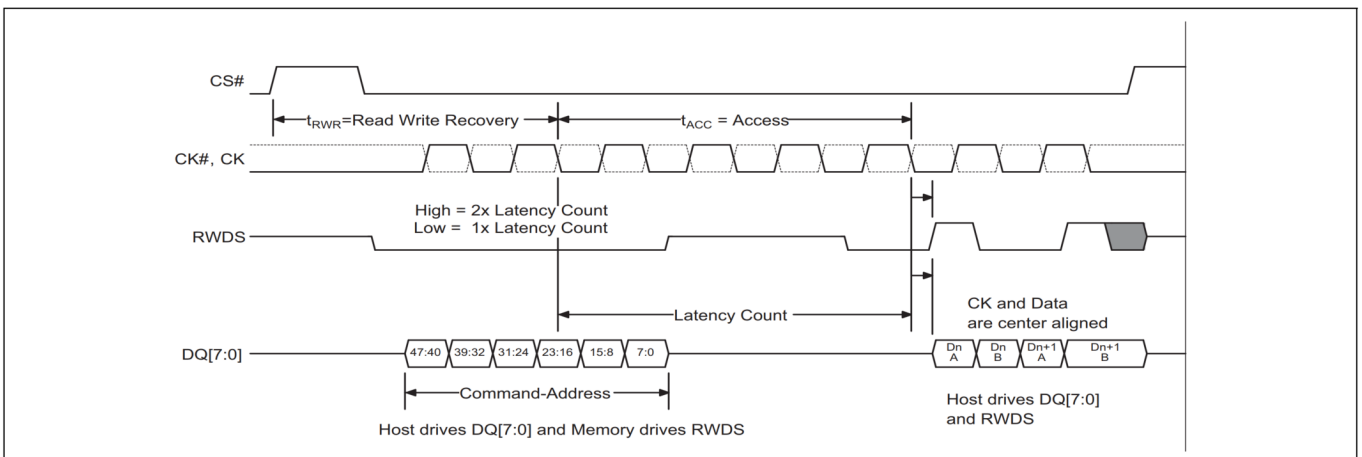 CS#
tRWR=Read Write Recovery
tACC = Access
CK#, CK
High = 2x Latency Count
Low = 1x Latency Count
RWDS
Latency Count
CK and Data
are center aligned
DQ[7:0]
47:40 39:32 31:24 23:16 15:8 7:0
Dn A Dn B Dn+1 A Dn+1 B
Command-Address
Host drives DQ[7:0]
and RWDS
Host drives DQ[7:0] and Memory drives RWDS